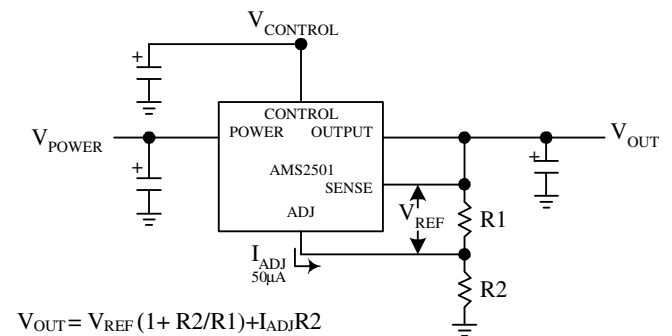 VCONTROL
+
CONTROL
VPOWER
POWER OUTPUT
VOUT
+
+
AMS2501
SENSE
ADJ
VREF
R1
IADJ
50µA
R2
VOUT = VREF (1+ R2/R1)+IADJR2